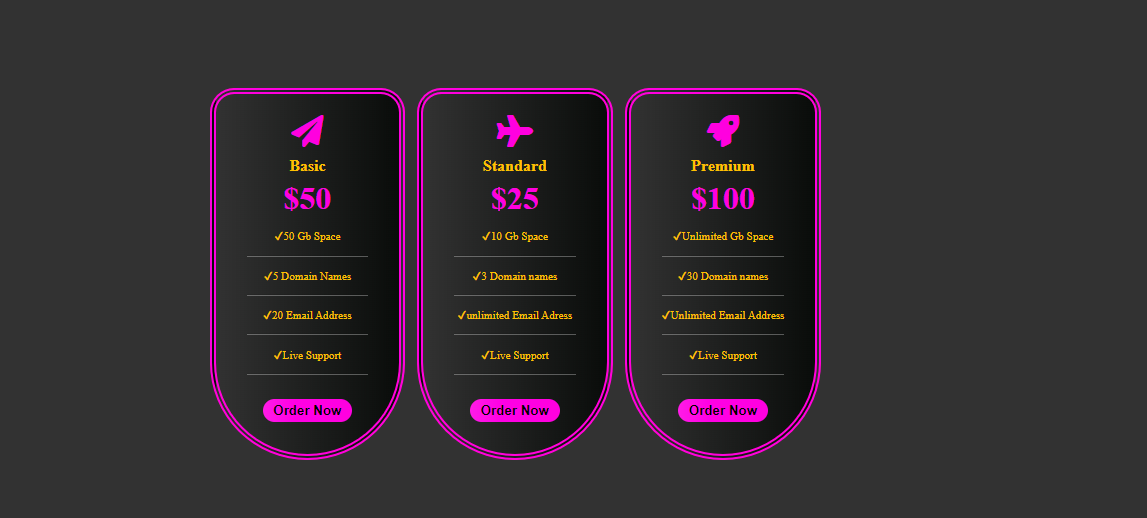 Basic
$50
✔50 Gb Space
✔5 Domain Names
✔20 Email Address
✔Live Support
Order Now
Standard
$25
✔10 Gb Space
✔3 Domain names
✔unlimited Email Adress
✔Live Support
Order Now
Premium
$100
✔Unlimited Gb Space
✔30 Domain names
✔Unlimited Email Address
✔Live Support
Order Now